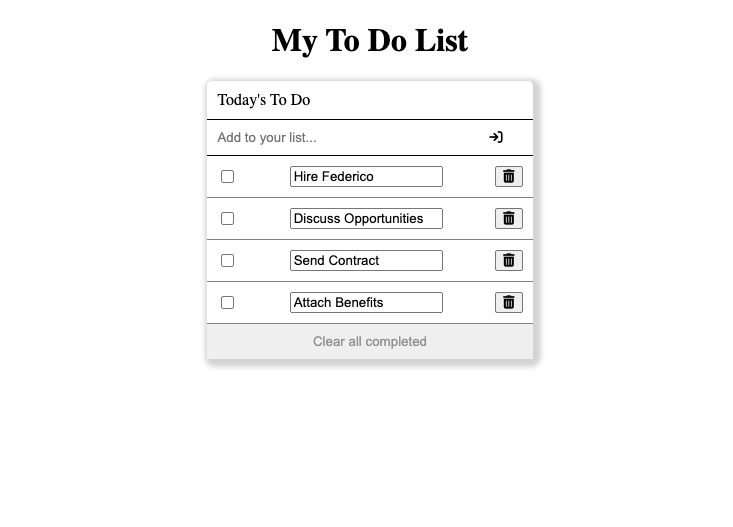 My To Do List
Today's To Do
Add to your list...
Hire Federico
Discuss Opportunities
Send Contract
Attach Benefits
Clear all completed